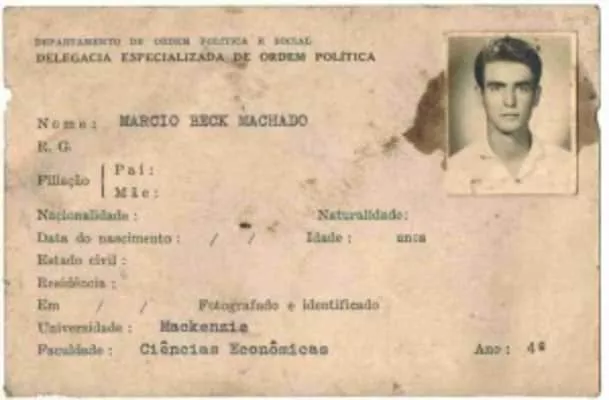 DEPARTAMENTO DE ORDEM POLÍTICA E SOCIAL
DELEGACIA ESPECIALIZADA DE ORDEM POLÍTICA
Nome: MARCIO BECK MACHADO
R. G.
Filiação
Pai:
Mãe:
Nacionalidade: Naturalidade:
Data do nascimento: / / Idade: anos
Estado civil:
Residência:
Em / / Fotografado e identificado
Universidade: Mackenzie
Faculdade: Ciências Econômicas Ano: 4º